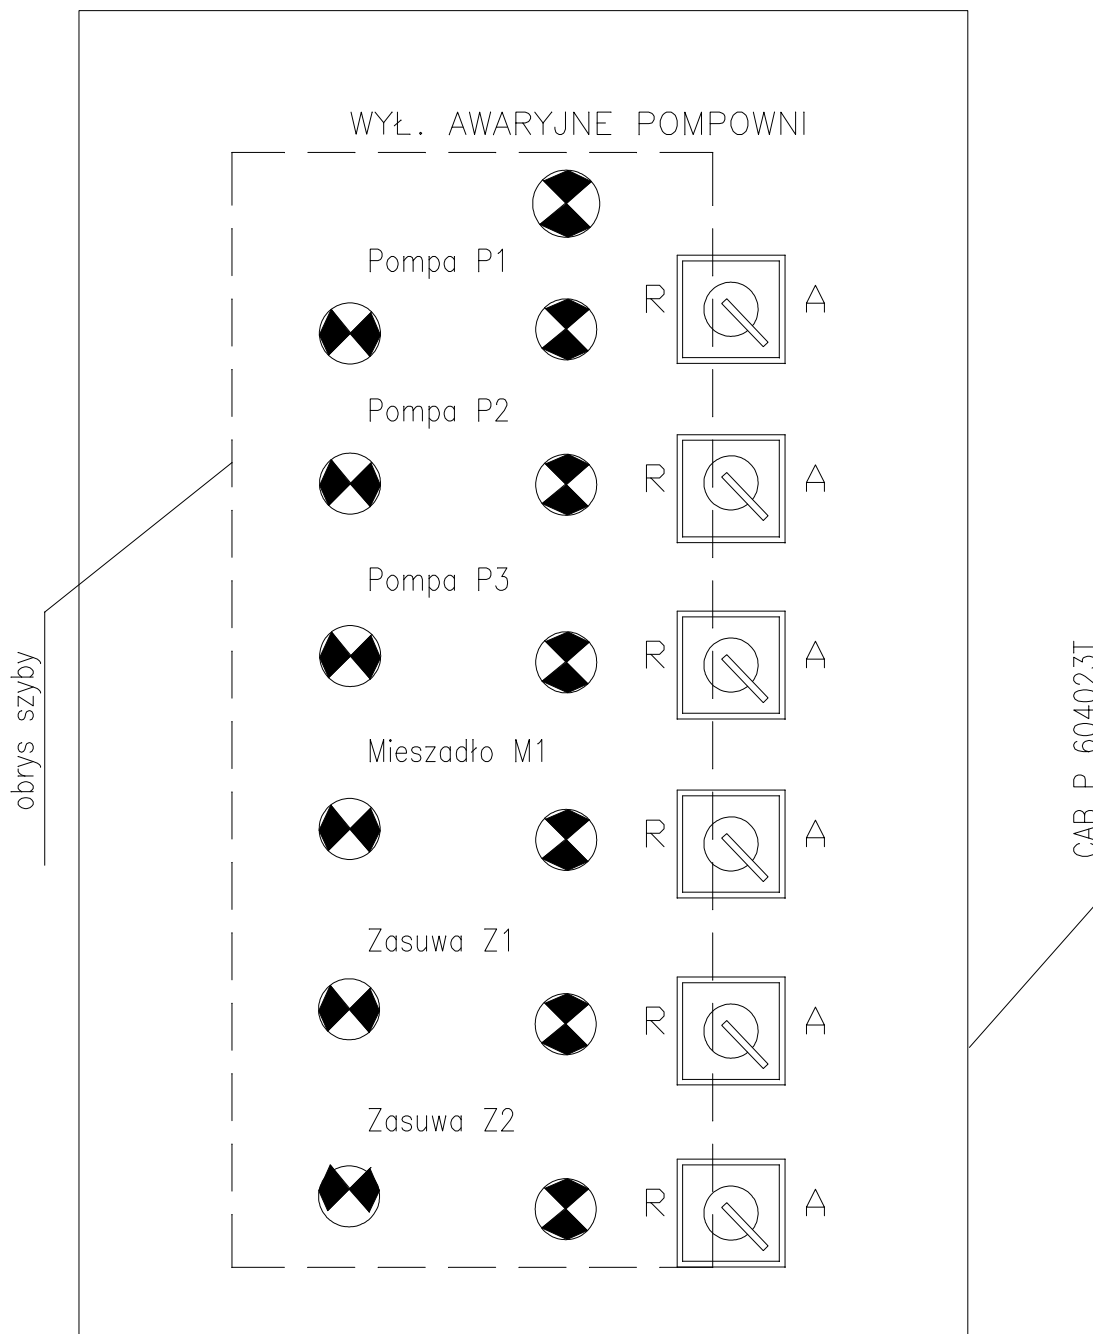 WYŁ. AWARYJNE POMPOWNI
Pompa P1
R A
Pompa P2
R A
Pompa P3
R A
Mieszadło M1
R A
Zasuwa Z1
R A
Zasuwa Z2
R A
obrys szyby
CAB P 604023T